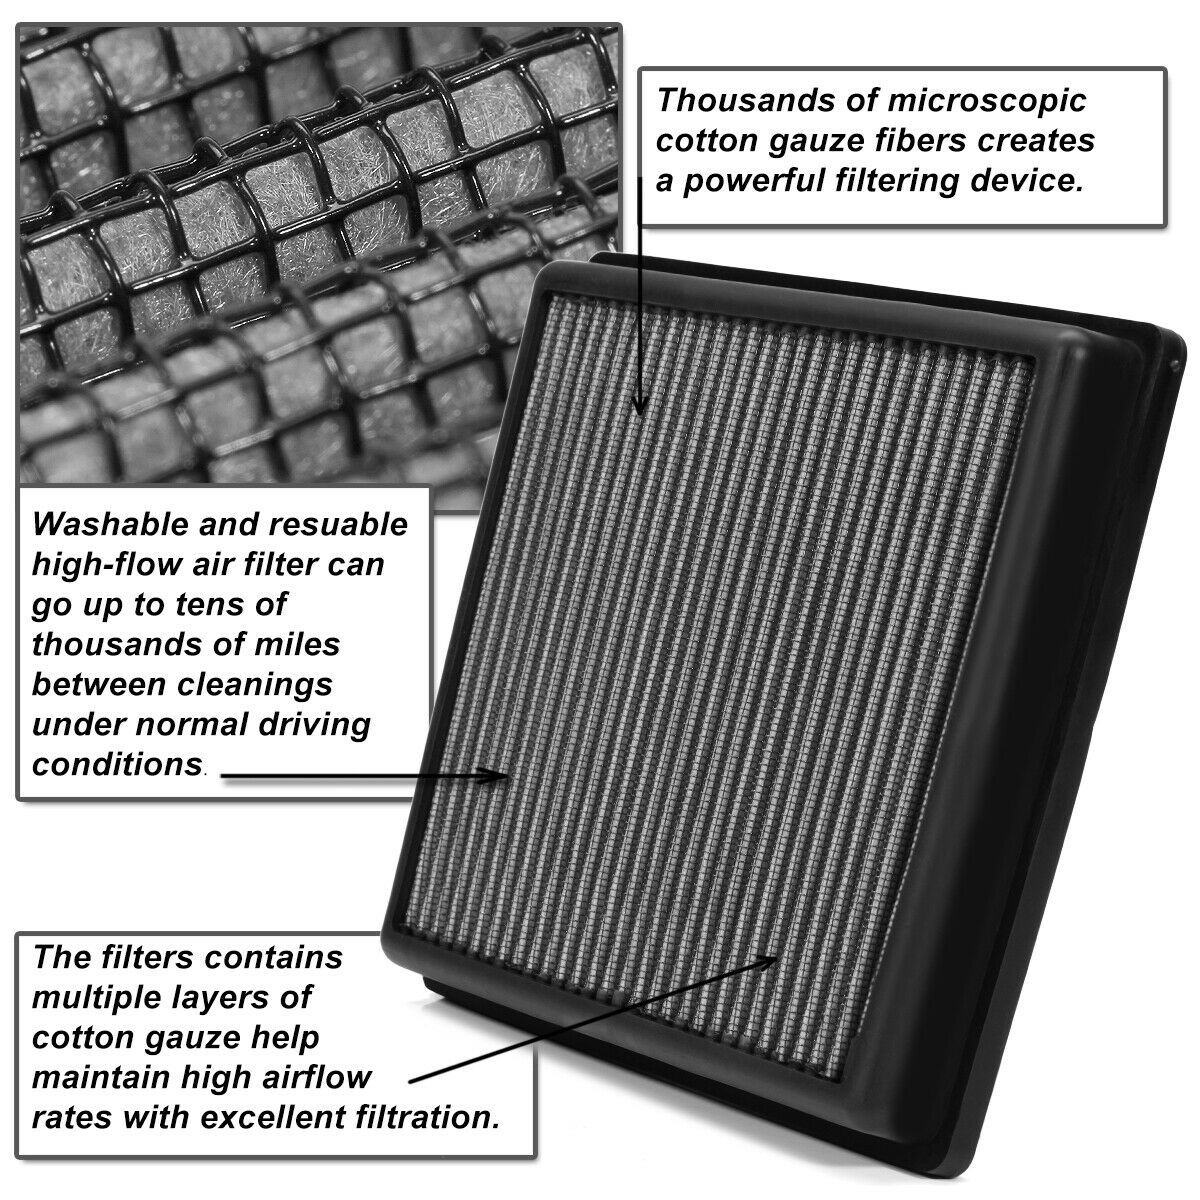 Thousands of microscopic
cotton gauze fibers creates
a powerful filtering device.
Washable and resuable
high-flow air filter can
go up to tens of
thousands of miles
between cleanings
under normal driving
conditions.
The filters contains
multiple layers of
cotton gauze help
maintain high airflow
rates with excellent filtration.